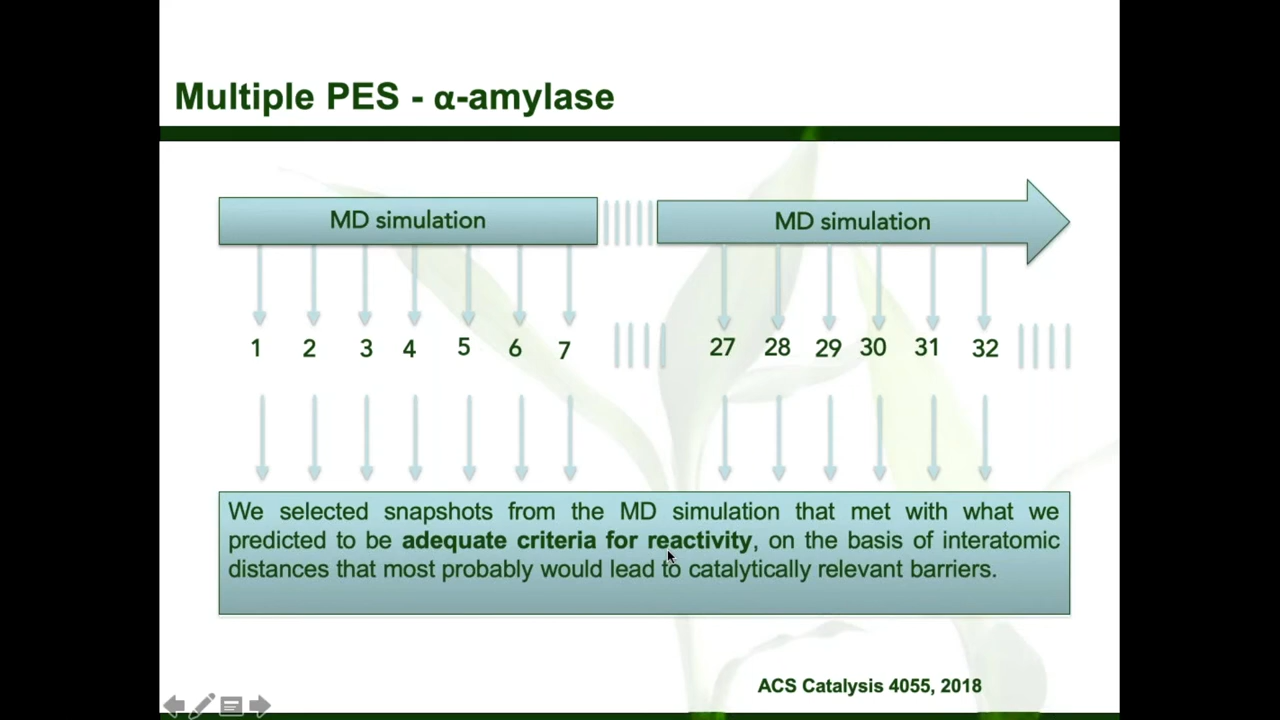 Multiple PES - α-amylase
MD simulation
MD simulation
1 2 3 4 5 6 7 27 28 29 30 31 32
We selected snapshots from the MD simulation that met with what we
predicted to be adequate criteria for reactivity, on the basis of interatomic
distances that most probably would lead to catalytically relevant barriers.
ACS Catalysis 4055, 2018